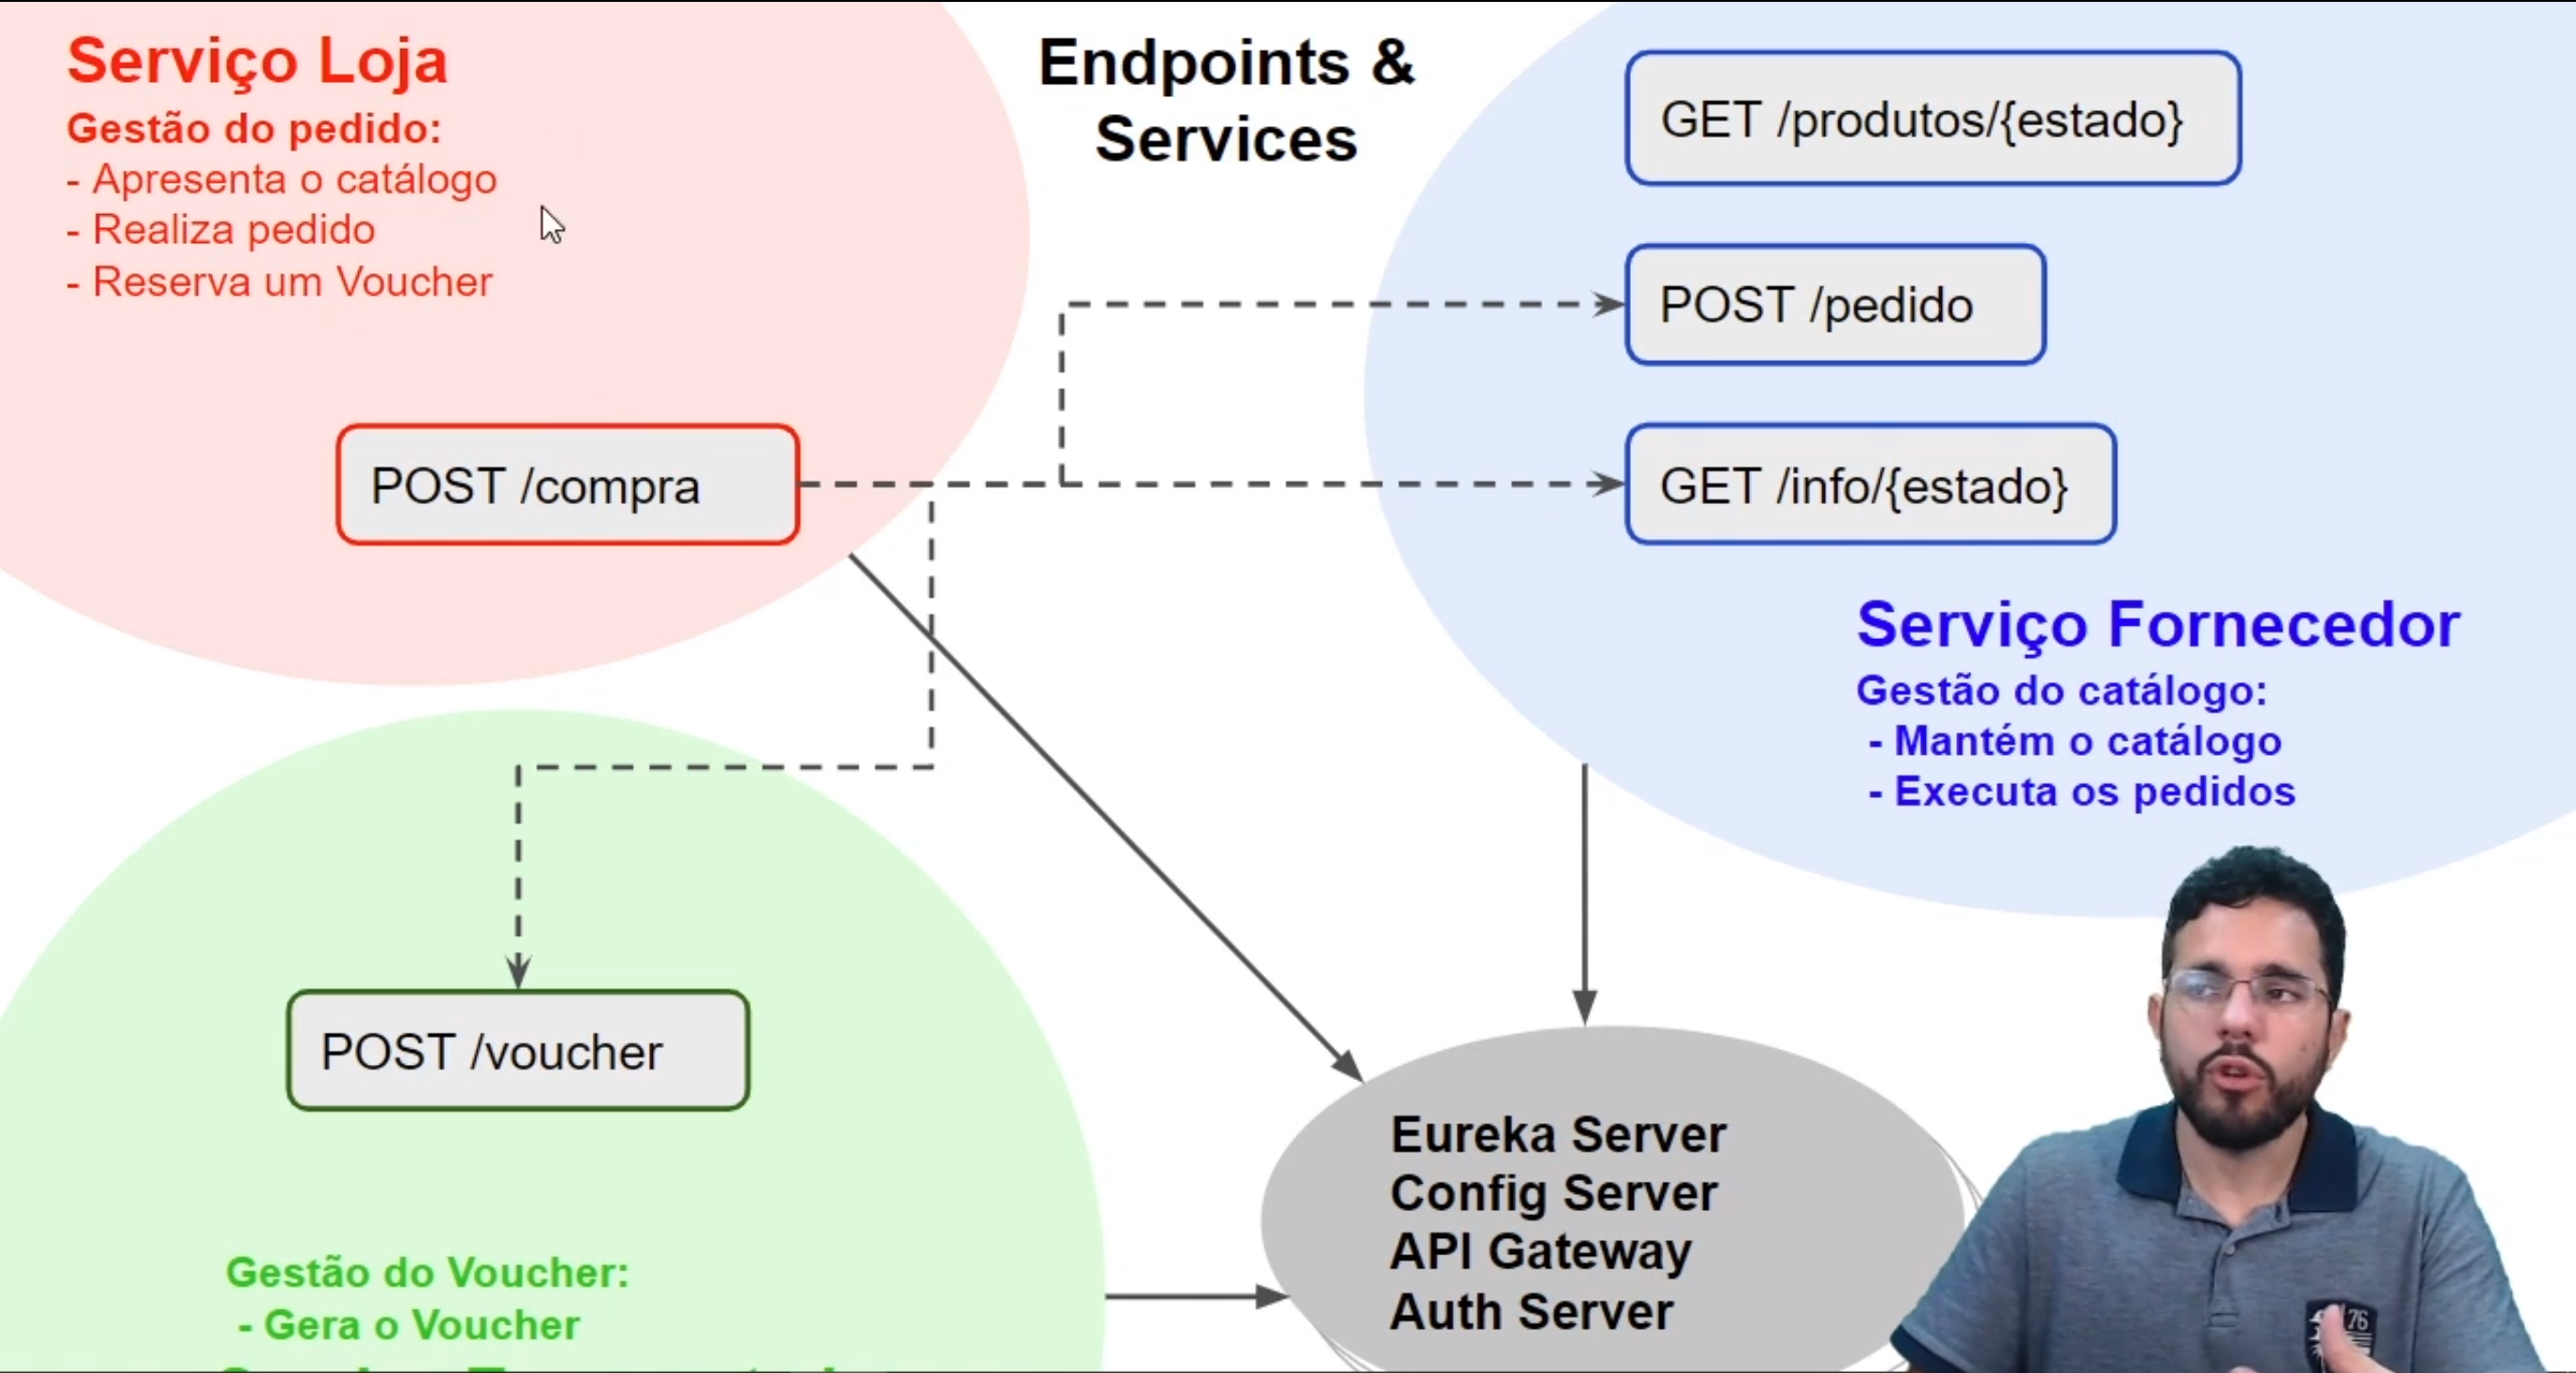 Serviço Loja
Gestão do pedido:
- Apresenta o catálogo
- Realiza pedido
- Reserva um Voucher
POST /compra
Endpoints &
Services
GET /produtos/{estado}
POST /pedido
GET /info/{estado}
Serviço Fornecedor
Gestão do catálogo:
- Mantém o catálogo
- Executa os pedidos
POST /voucher
Gestão do Voucher:
- Gera o Voucher
Eureka Server
Config Server
API Gateway
Auth Server
76